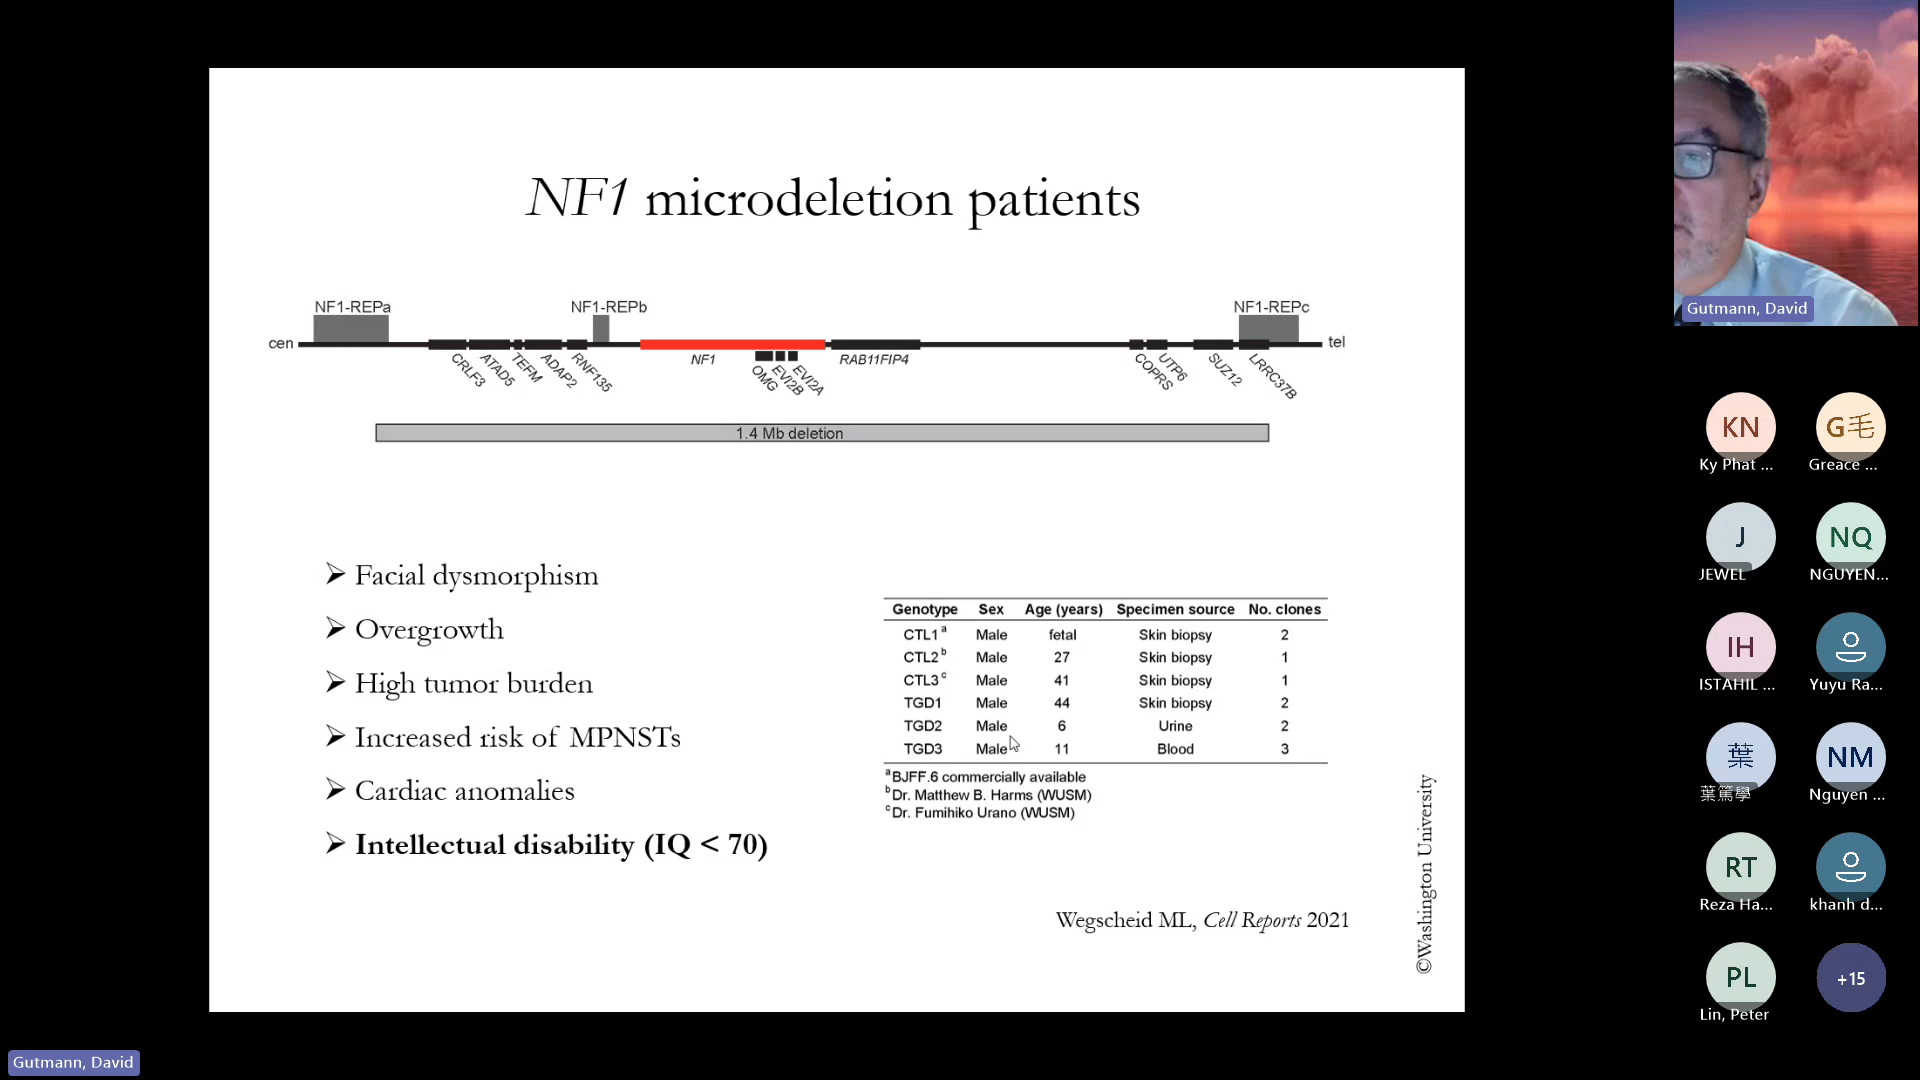 NF1 microdeletion patients
NF1-REPa NF1-REPb NF1-REPc
cen tel
CRLF3 ATAD5 TEFM ADAP2 RNF135 NF1 OMG EVI2B EVI2A RAB11FIP4 COPRS UTP6 SUZ12 LRRC37B
1.4 Mb deletion
➢ Facial dysmorphism
➢ Overgrowth
➢ High tumor burden
➢ Increased risk of MPNSTs
➢ Cardiac anomalies
➢ Intellectual disability (IQ < 70)
Genotype Sex Age (years) Specimen source No. clones
CTL1 a Male fetal Skin biopsy 2
CTL2 b Male 27 Skin biopsy 1
CTL3 c Male 41 Skin biopsy 1
TGD1 Male 44 Skin biopsy 2
TGD2 Male 6 Urine 2
TGD3 Male 11 Blood 3
a BJFF.6 commercially available
b Dr. Matthew B. Harms (WUSM)
c Dr. Fumihiko Urano (WUSM)
Wegscheid ML, Cell Reports 2021
©Washington University
Gutmann, David
KN G毛
Ky Phat ... Greace ...
J NQ
JEWEL NGUYEN...
IH
ISTAHIL ... Yuyu Ra...
葉 NM
葉篤學 Nguyen ...
RT
Reza Ha... khanh d...
PL +15
Lin, Peter
Gutmann, David